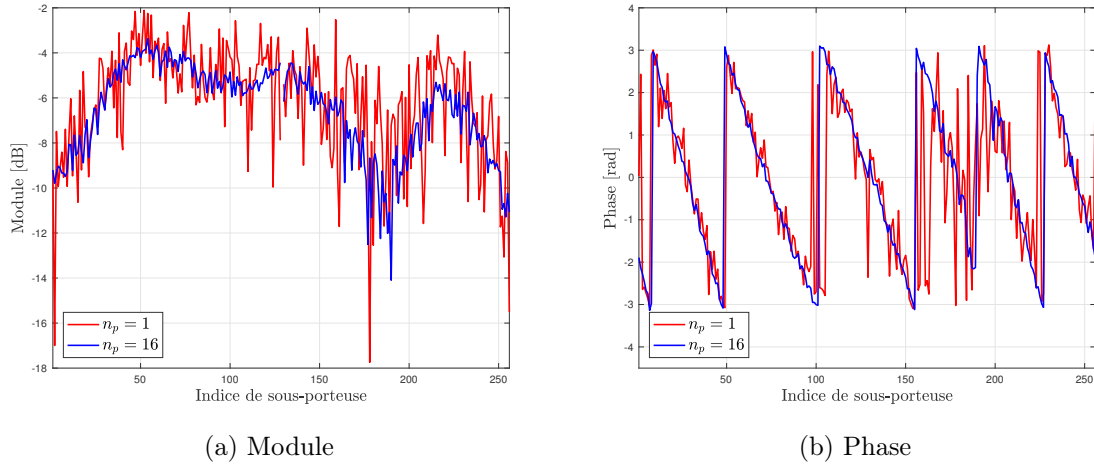 -2
-4
-6
-8
-10
-12
-14
-16
-18
Module [dB]
50
100
150
200
250
Indice de sous-porteuse
n_p = 1
n_p = 16
(a) Module
4
3
2
1
0
-1
-2
-3
-4
Phase [rad]
50
100
150
200
250
Indice de sous-porteuse
n_p = 1
n_p = 16
(b) Phase